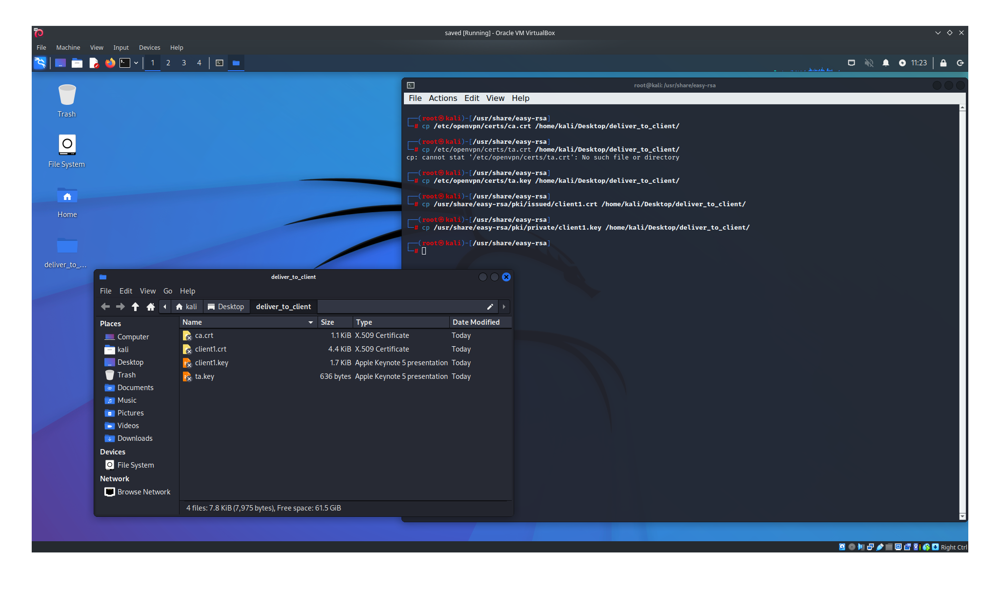 saved [Running] - Oracle VM VirtualBox
File Machine View Input Devices Help
1 2 3 4 11:23
Trash
File System
Home
deliver_to_...
root@kali: /usr/share/easy-rsa
File Actions Edit View Help
┌──(root㉿kali)-[/usr/share/easy-rsa]
└─# cp /etc/openvpn/certs/ca.crt /home/kali/Desktop/deliver_to_client/
┌──(root㉿kali)-[/usr/share/easy-rsa]
└─# cp /etc/openvpn/certs/ta.crt /home/kali/Desktop/deliver_to_client/
cp: cannot stat '/etc/openvpn/certs/ta.crt': No such file or directory
┌──(root㉿kali)-[/usr/share/easy-rsa]
└─# cp /etc/openvpn/certs/ta.key /home/kali/Desktop/deliver_to_client/
┌──(root㉿kali)-[/usr/share/easy-rsa]
└─# cp /usr/share/easy-rsa/pki/issued/client1.crt /home/kali/Desktop/deliver_to_client/
┌──(root㉿kali)-[/usr/share/easy-rsa]
└─# cp /usr/share/easy-rsa/pki/private/client1.key /home/kali/Desktop/deliver_to_client/
┌──(root㉿kali)-[/usr/share/easy-rsa]
└─#
deliver_to_client
File Edit View Go Help
kali Desktop deliver_to_client
Places
Computer
kali
Desktop
Trash
Documents
Music
Pictures
Videos
Downloads
Devices
File System
Network
Browse Network
Name Size Type Date Modified
ca.crt 1.1 KiB X.509 Certificate Today
client1.crt 4.4 KiB X.509 Certificate Today
client1.key 1.7 KiB Apple Keynote 5 presentation Today
ta.key 636 bytes Apple Keynote 5 presentation Today
4 files: 7.8 KiB (7,975 bytes), Free space: 61.5 GiB
Right Ctrl